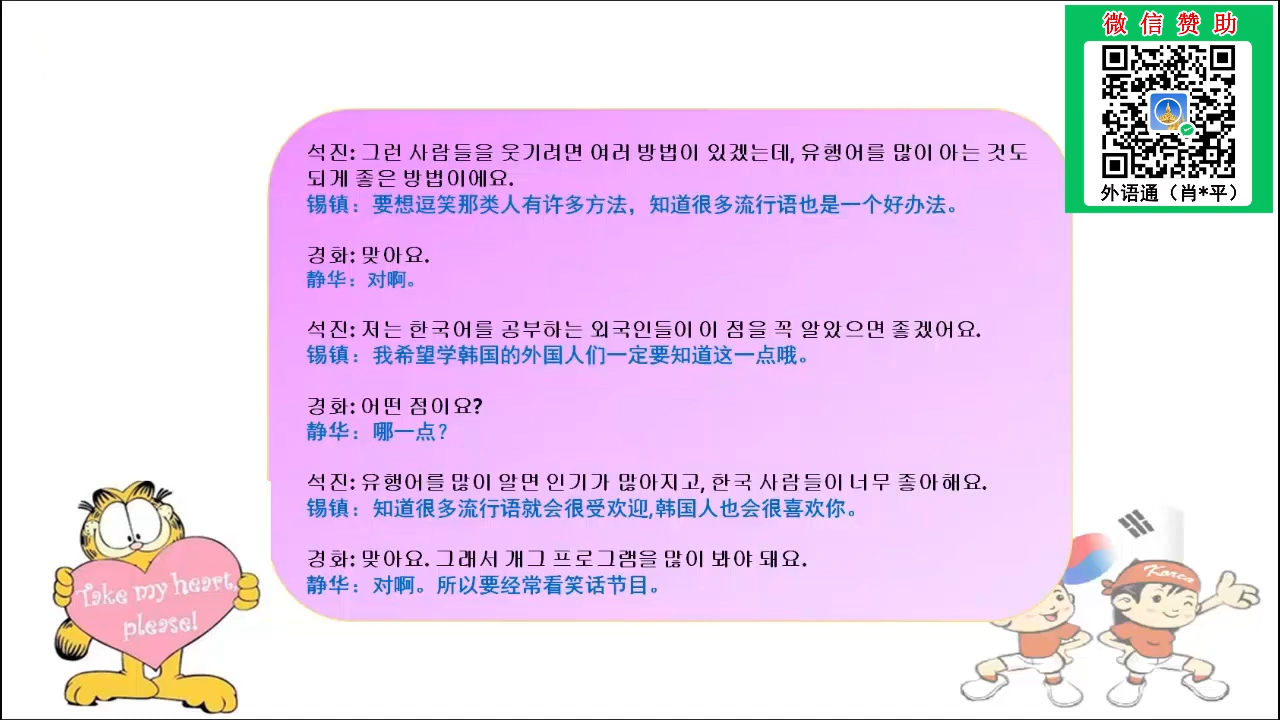 微信赞助
外语通（肖*平）
석진: 그런 사람들을 웃기려면 여러 방법이 있겠는데, 유행어를 많이 아는 것도
되게 좋은 방법이에요.
锡镇：要想逗笑那类人有许多方法，知道很多流行语也是一个好办法。
경화: 맞아요.
静华：对啊。
석진: 저는 한국어를 공부하는 외국인들이 이 점을 꼭 알았으면 좋겠어요.
锡镇：我希望学韩国的外国人们一定要知道这一点哦。
경화: 어떤 점이요?
静华：哪一点？
석진: 유행어를 많이 알면 인기가 많아지고, 한국 사람들이 너무 좋아해요.
锡镇：知道很多流行语就会很受欢迎,韩国人也会很喜欢你。
경화: 맞아요. 그래서 개그 프로그램을 많이 봐야 돼요.
静华：对啊。所以要经常看笑话节目。
Take my heart,
please!
Korea